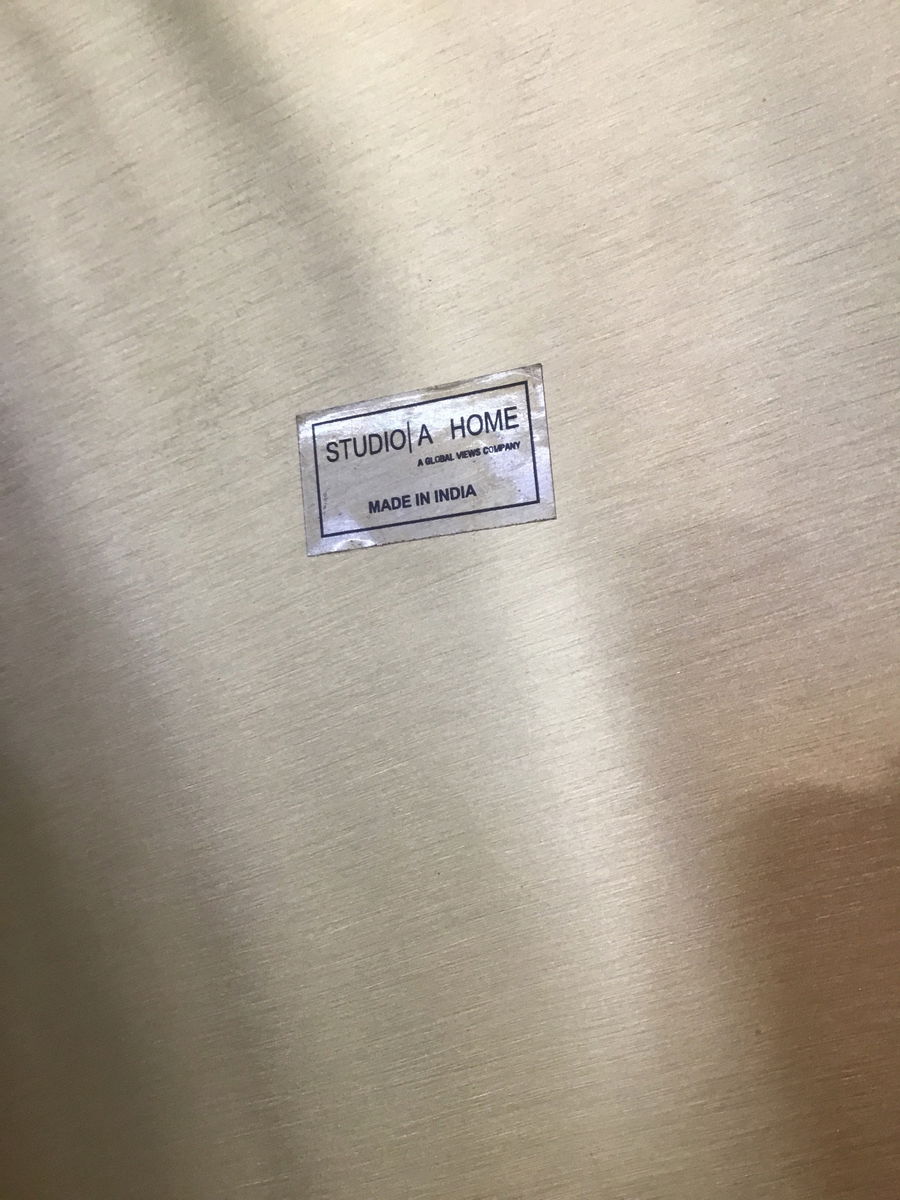 STUDIO|A HOME
A GLOBAL VIEWS COMPANY
MADE IN INDIA